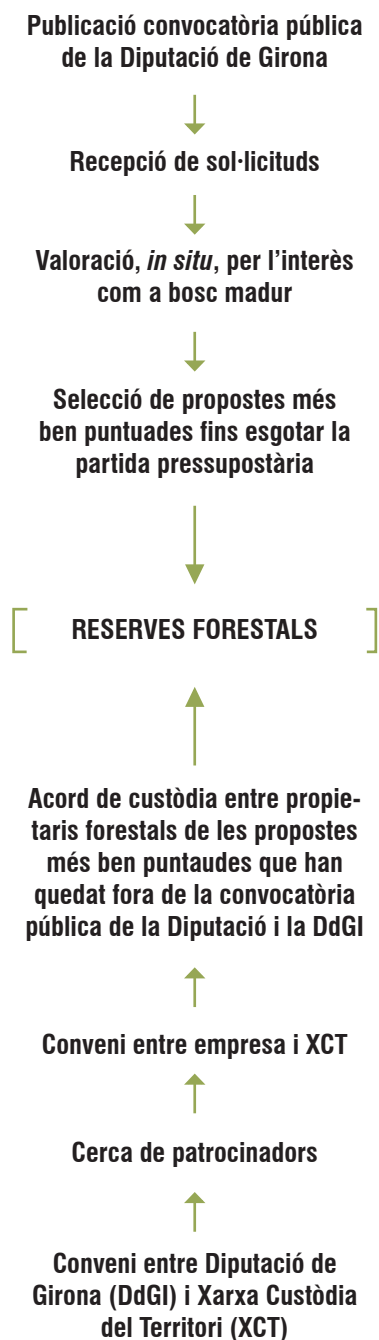 Publicació convocatòria pública
de la Diputació de Girona
Recepció de sol·licituds
Valoració, in situ, per l'interès
com a bosc madur
Selecció de propostes més
ben puntuades fins esgotar la
partida pressupostària
RESERVES FORESTALS
Acord de custòdia entre propie-
taris forestals de les propostes
més ben puntaudes que han
quedat fora de la convocatòria
pública de la Diputació i la DdGI
Conveni entre empresa i XCT
Cerca de patrocinadors
Conveni entre Diputació de
Girona (DdGI) i Xarxa Custòdia
del Territori (XCT)